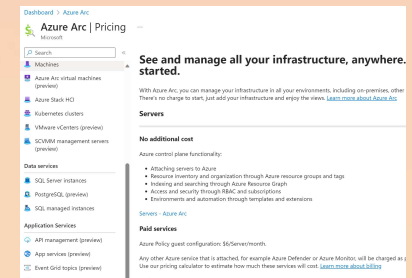 Dashboard > Azure Arc
Azure Arc | Pricing ...
Microsoft
Search
Machines
Azure Arc virtual machines
(preview)
Azure Stack HCI
Kubernetes clusters
VMware vCenters (preview)
SCVMM management servers
(preview)
Data services
SQL Server instances
PostgreSQL (preview)
SQL managed instances
Application Services
API management (preview)
App services (preview)
Event Grid topics (preview)
See and manage all your infrastructure, anywhere.
started.
With Azure Arc, you can manage your infrastructure in all your environments, including on-premises, other
There's no charge to start, just add your infrastructure and enjoy the views. Learn more about Azure Arc
Servers
No additional cost
Azure control plane functionality:
• Attaching servers to Azure
• Resource inventory and organization through Azure resource groups and tags
• Indexing and searching through Azure Resource Graph
• Access and security through RBAC and subscriptions
• Environments and automation through templates and extensions
Servers - Azure Arc
Paid services
Azure Policy guest configuration: $6/Server/month.
Any other Azure service that is attached, for example Azure Defender or Azure Monitor, will be charged as
Use our pricing calculator to estimate how much these services will cost. Learn more about billing